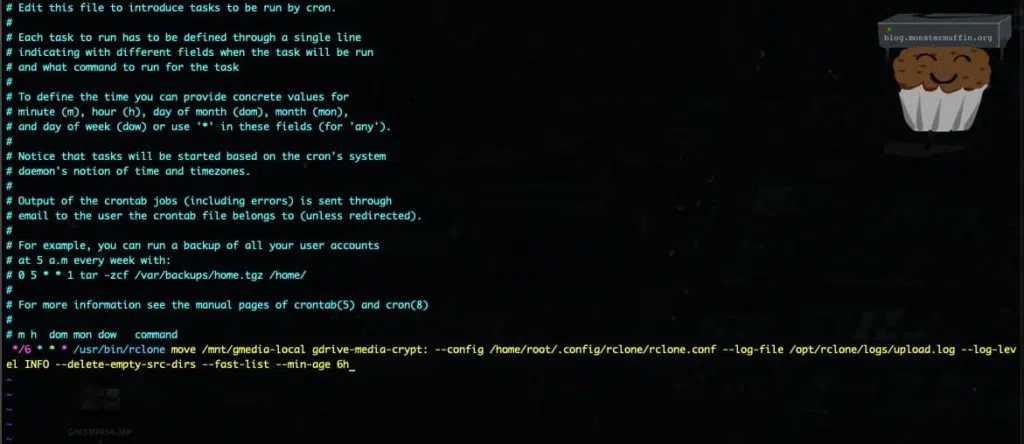 # Edit this file to introduce tasks to be run by cron.
#
# Each task to run has to be defined through a single line
# indicating with different fields when the task will be run
# and what command to run for the task
#
# To define the time you can provide concrete values for
# minute (m), hour (h), day of month (dom), month (mon),
# and day of week (dow) or use '*' in these fields (for 'any').
#
# Notice that tasks will be started based on the cron's system
# daemon's notion of time and timezones.
#
# Output of the crontab jobs (including errors) is sent through
# email to the user the crontab file belongs to (unless redirected).
#
# For example, you can run a backup of all your user accounts
# at 5 a.m every week with:
# 0 5 * * 1 tar -zcf /var/backups/home.tgz /home/
#
# For more information see the manual pages of crontab(5) and cron(8)
#
# m h  dom mon dow   command
*/6 * * * /usr/bin/rclone move /mnt/gmedia-local gdrive-media-crypt: --config /home/root/.config/rclone/rclone.conf --log-file /opt/rclone/logs/upload.log --log-lev
el INFO --delete-empty-src-dirs --fast-list --min-age 6h_
~
~
~
~
~
blog.monstermuffin.org